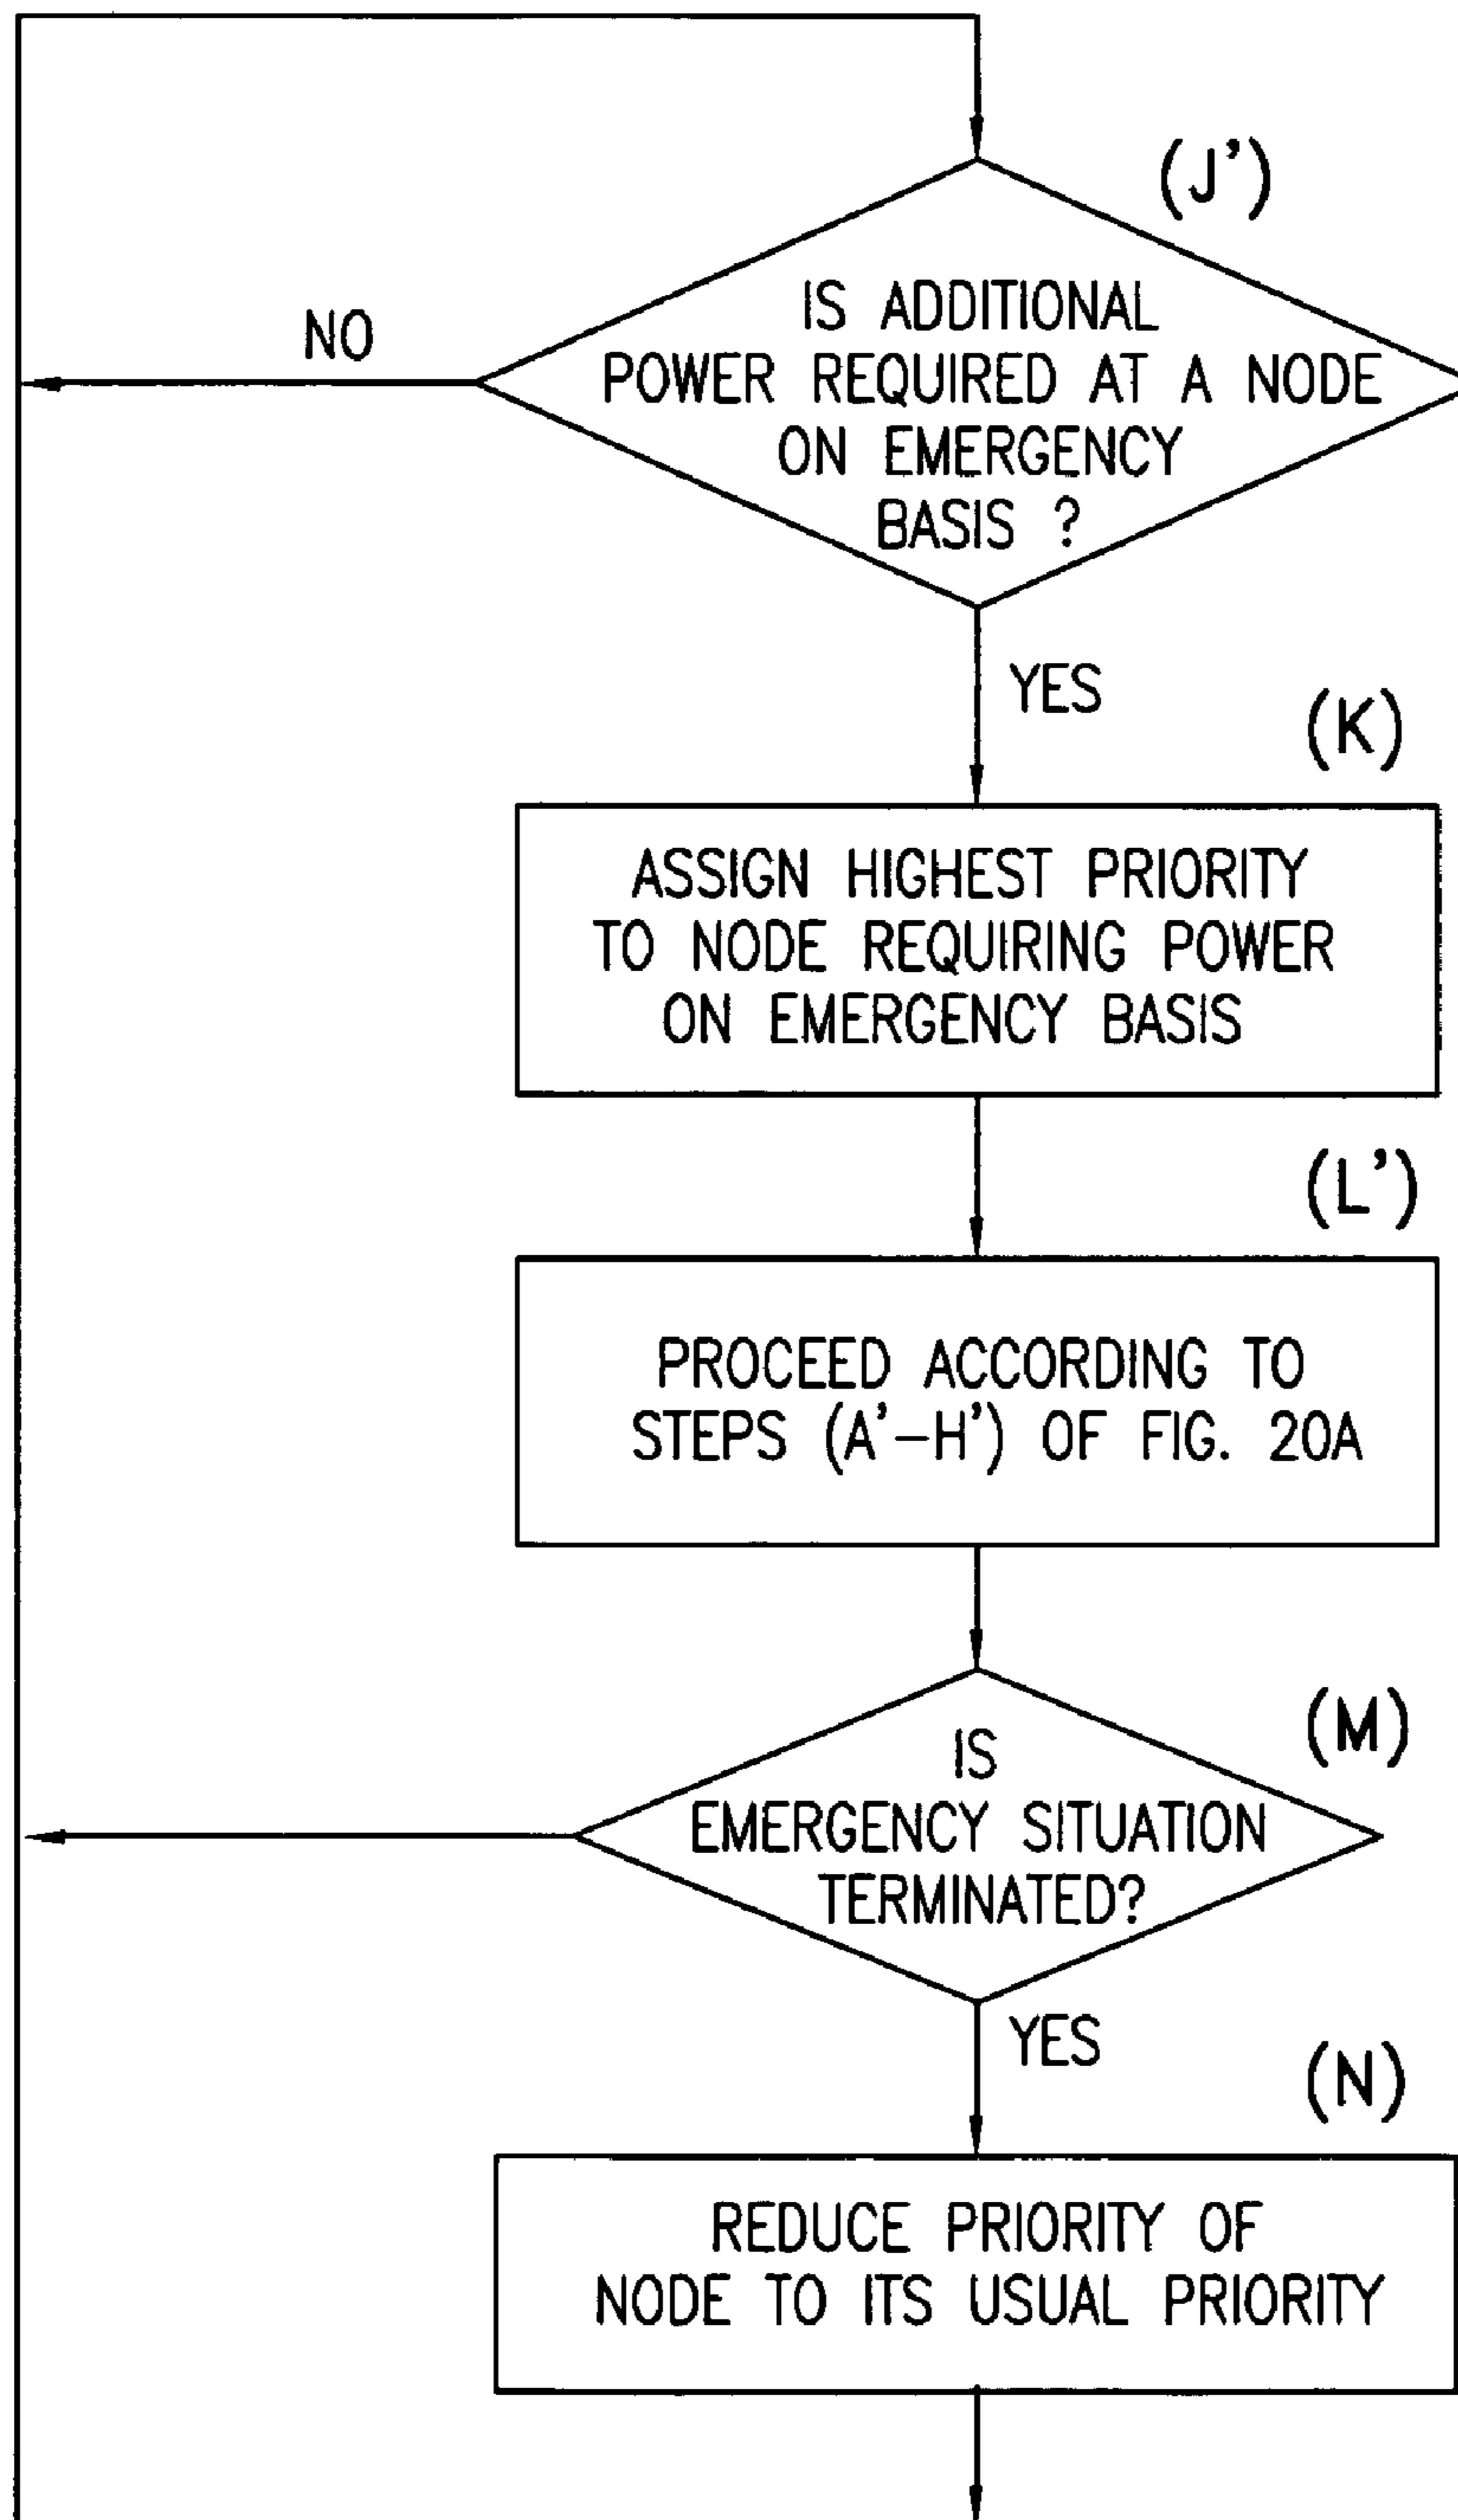 (J')
IS ADDITIONAL
POWER REQUIRED AT A NODE
ON EMERGENCY
BASIS ?
NO
YES
(K)
ASSIGN HIGHEST PRIORITY
TO NODE REQUIRING POWER
ON EMERGENCY BASIS
(L')
PROCEED ACCORDING TO
STEPS (A'-H') OF FIG. 20A
(M)
IS
EMERGENCY SITUATION
TERMINATED?
YES
(N)
REDUCE PRIORITY OF
NODE TO ITS USUAL PRIORITY